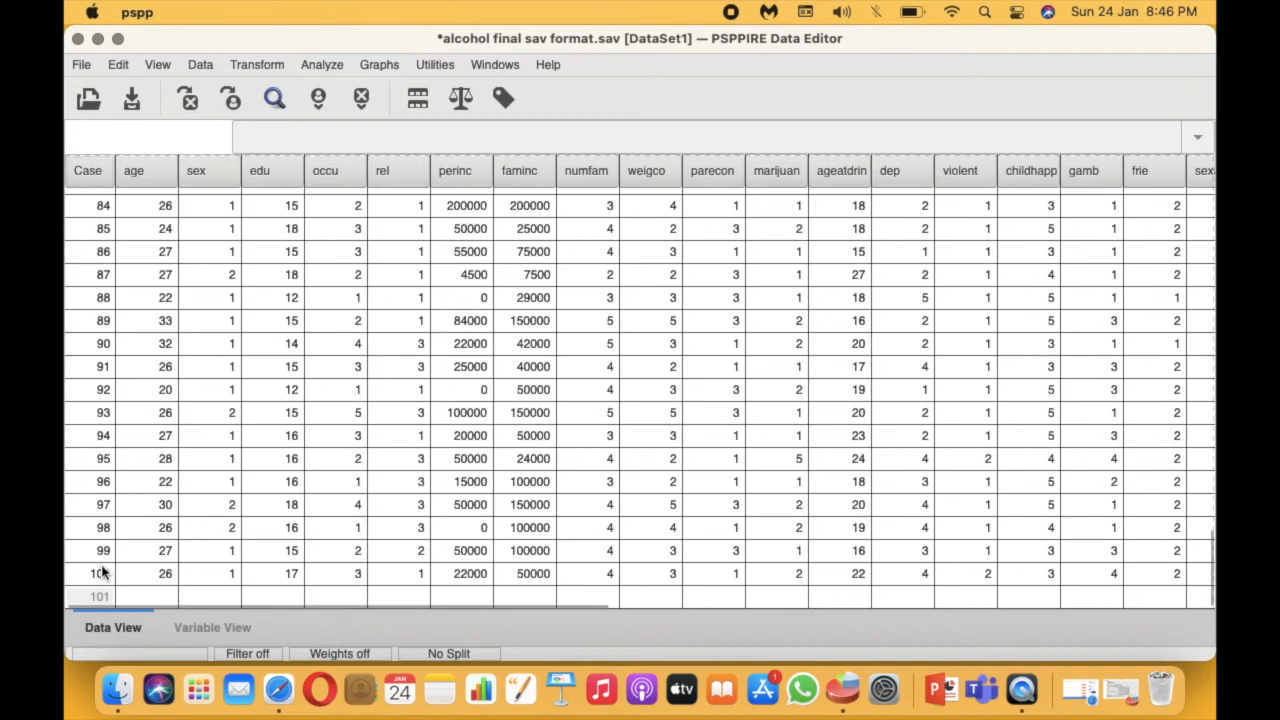 pspp Sun 24 Jan 8:46 PM
*alcohol final sav format.sav [DataSet1] — PSPPIRE Data Editor
File Edit View Data Transform Analyze Graphs Utilities Windows Help
Case age sex edu occu rel perinc faminc numfam weigco parecon marijuan ageatdrin dep violent childhapp gamb frie sex
84 26 1 15 2 1 200000 200000 3 4 1 1 18 2 1 3 1 2
85 24 1 18 3 1 50000 25000 4 2 3 2 18 2 1 5 1 2
86 27 1 15 3 1 55000 75000 4 3 1 1 15 1 1 3 1 2
87 27 2 18 2 1 4500 7500 2 2 3 1 27 2 1 4 1 2
88 22 1 12 1 1 0 29000 3 3 3 1 18 5 1 5 1 1
89 33 1 15 2 1 84000 150000 5 5 3 2 16 2 1 5 3 2
90 32 1 14 4 3 22000 42000 5 3 1 2 20 2 1 3 1 1
91 26 1 15 3 3 25000 40000 4 2 1 1 17 4 1 3 3 2
92 20 1 12 1 1 0 50000 4 3 3 2 19 1 1 5 3 2
93 26 2 15 5 3 100000 150000 5 5 3 1 20 2 1 5 1 2
94 27 1 16 3 1 20000 50000 3 3 1 1 23 2 1 5 3 2
95 28 1 16 2 3 50000 24000 4 2 1 5 24 4 2 4 4 2
96 22 1 16 1 3 15000 100000 3 2 1 1 18 3 1 5 2 2
97 30 2 18 4 3 50000 150000 4 5 3 2 20 4 1 5 1 2
98 26 2 16 1 3 0 100000 4 4 1 2 19 4 1 4 1 2
99 27 1 15 2 2 50000 100000 4 3 3 1 16 3 1 3 3 2
100 26 1 17 3 1 22000 50000 4 3 1 2 22 4 2 3 4 2
101
Data View Variable View
Filter off Weights off No Split
JAN
24
tv
1